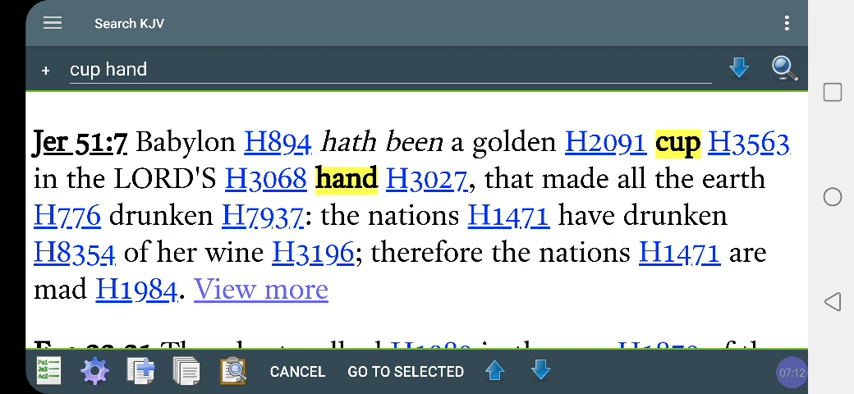 Search KJV
+ cup hand
Jer 51:7 Babylon H894 hath been a golden H2091 cup H3563
in the LORD'S H3068 hand H3027, that made all the earth
H776 drunken H7937: the nations H1471 have drunken
H8354 of her wine H3196; therefore the nations H1471 are
mad H1984. View more
CANCEL GO TO SELECTED
07:12